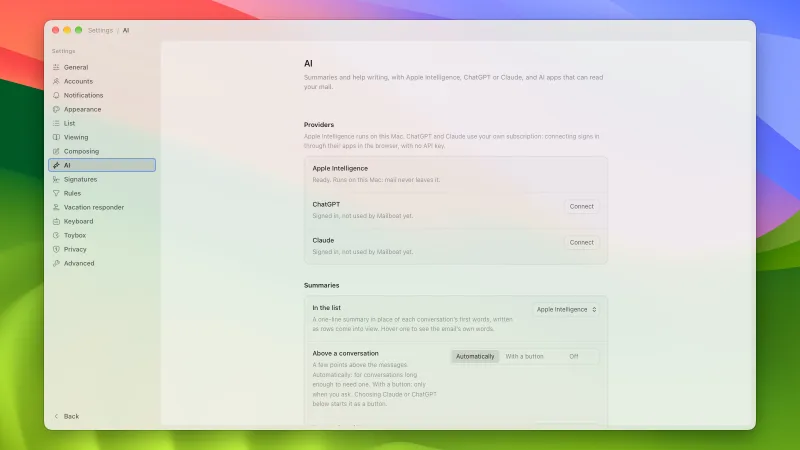 Settings | AI
Settings
General
Accounts
Notifications
Appearance
List
Viewing
Composing
AI
Signatures
Rules
Vacation responder
Keyboard
Toybox
Privacy
Advanced
Back
AI
Summaries and help writing, with Apple Intelligence, ChatGPT or Claude, and AI apps that can read
your mail.
Providers
Apple Intelligence runs on this Mac. ChatGPT and Claude use your own subscription: connecting signs in
through their apps in the browser, with no API key.
Apple Intelligence
Ready. Runs on this Mac: mail never leaves it.
ChatGPT
Signed in, not used by Mailboat yet.
Connect
Claude
Signed in, not used by Mailboat yet.
Connect
Summaries
In the list
A one-line summary in place of each conversation's first words, written
as rows come into view. Hover one to see the email's own words.
Apple Intelligence
Above a conversation
A few points above the messages.
Automatically: for conversations long
enough to need one. With a button: only
when you ask. Choosing Claude or ChatGPT
below starts it as a button.
Automatically
With a button
Off